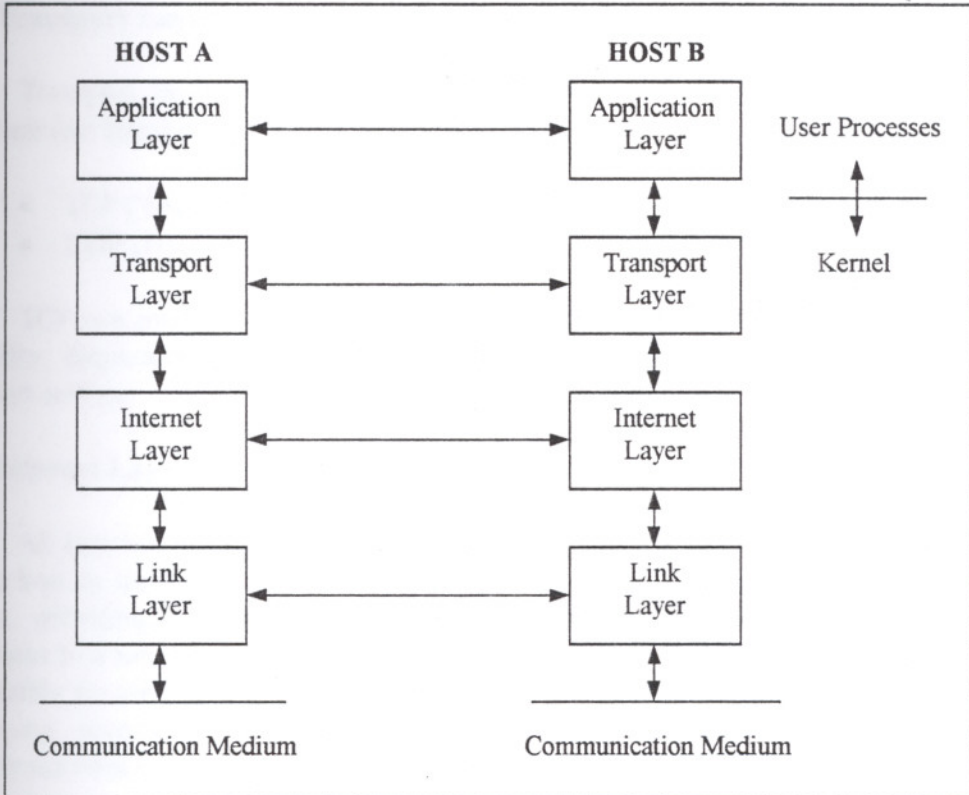 HOST A
HOST B
Application
Layer
Application
Layer
User Processes
Kernel
Transport
Layer
Transport
Layer
Internet
Layer
Internet
Layer
Link
Layer
Link
Layer
Communication Medium
Communication Medium